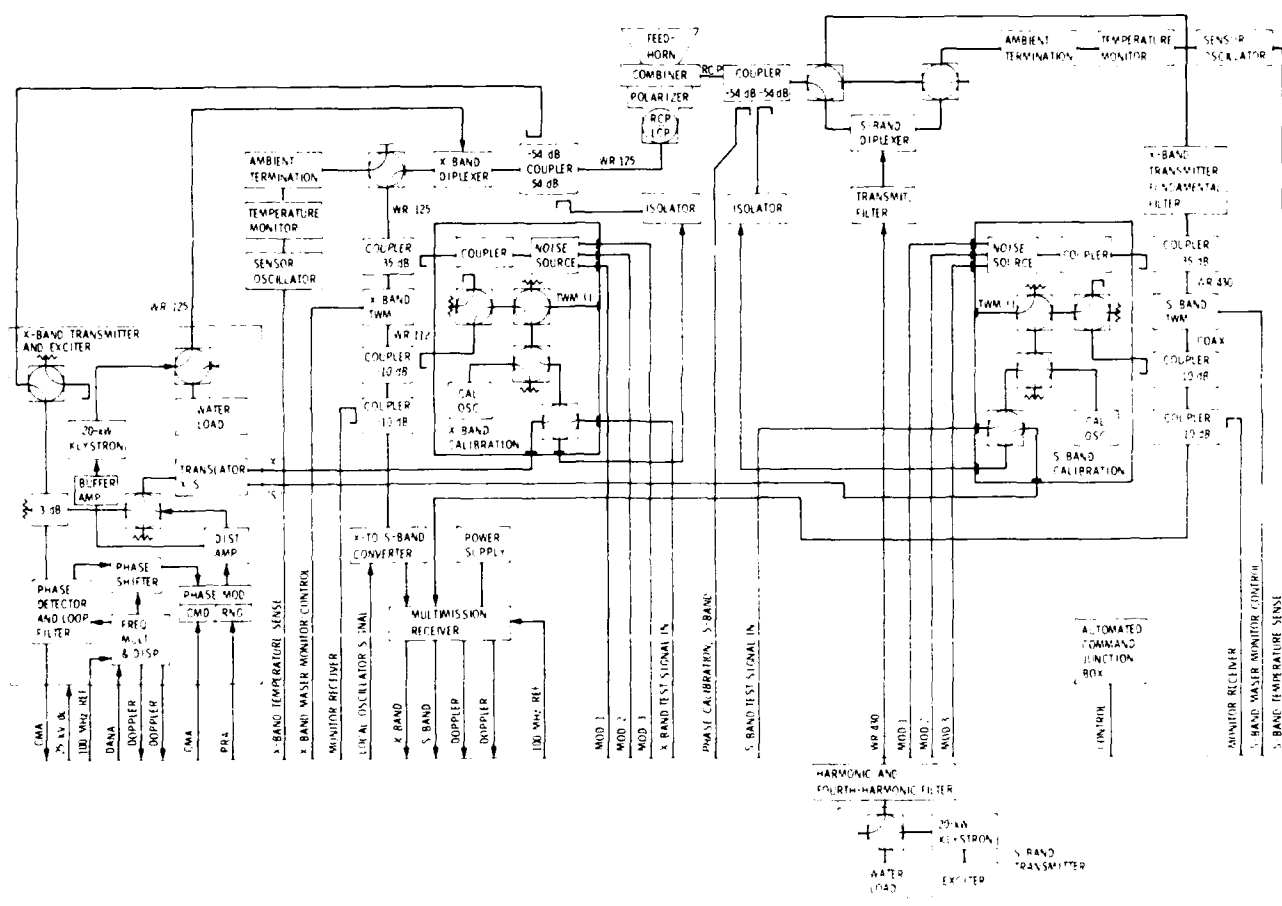 FEED-
HORN
COMBINER
POLARIZER
RCP
LCP
RCP
COUPLER
-54 dB -54 dB
AMBIENT
TERMINATION
TEMPERATURE
MONITOR
SENSOR
OSCILLATOR
S-BAND
DIPLEXER
AMBIENT
TERMINATION
X-BAND
DIPLEXER
-54 dB
COUPLER
54 dB
WR 125
X-BAND
TRANSMITTER
FUNDAMENTAL
FILTER
TEMPERATURE
MONITOR
WR 125
ISOLATOR
ISOLATOR
TRANSMIT
FILTER
SENSOR
OSCILLATOR
COUPLER
35 dB
COUPLER
NOISE
SOURCE
NOISE
SOURCE
COUPLER
COUPLER
35 dB
WR 430
WR 125
X-BAND
TWM
TWM
TWM
S-BAND
TWM
X-BAND TRANSMITTER
AND EXCITER
WR 112
COAX
COUPLER
-10 dB
COUPLER
-10 dB
WATER
LOAD
COUPLER
-10 dB
CAL
OSC
X-BAND
CALIBRATION
CAL
OSC
S-BAND
CALIBRATION
COUPLER
-10 dB
20-kW
KLYSTRON
TRANSLATOR
X S
X
S
BUFFER
AMP
-3 dB
DIST
AMP
X-TO S-BAND
CONVERTER
POWER
SUPPLY
PHASE
SHIFTER
PHASE
DETECTOR
AND LOOP
FILTER
PHASE MOD
CMD
RNG
FREQ
MULT
& DISP
MULTIMISSION
RECEIVER
AUTOMATED
COMMAND
JUNCTION
BOX
CMA
25 kV dc
100 MHz REF
DANA
DOPPLER
DOPPLER
CMA
PRA
X-BAND TEMPERATURE SENSE
X BAND MASER MONITOR CONTROL
MONITOR RECEIVER
LOCAL OSCILLATOR SIGNAL
X BAND
S BAND
DOPPLER
DOPPLER
100 MHz REF
MOD 1
MOD 2
MOD 3
X BAND TEST SIGNAL IN
PHASE CALIBRATION, S-BAND
S BAND TEST SIGNAL IN
WR 430
MOD 1
MOD 2
MOD 3
CONTROL
MONITOR RECEIVER
S-BAND MASER MONITOR CONTROL
S-BAND TEMPERATURE SENSE
HARMONIC AND
FOURTH-HARMONIC FILTER
20-kW
KLYSTRON
S BAND
TRANSMITTER
WATER
LOAD
EXCITER